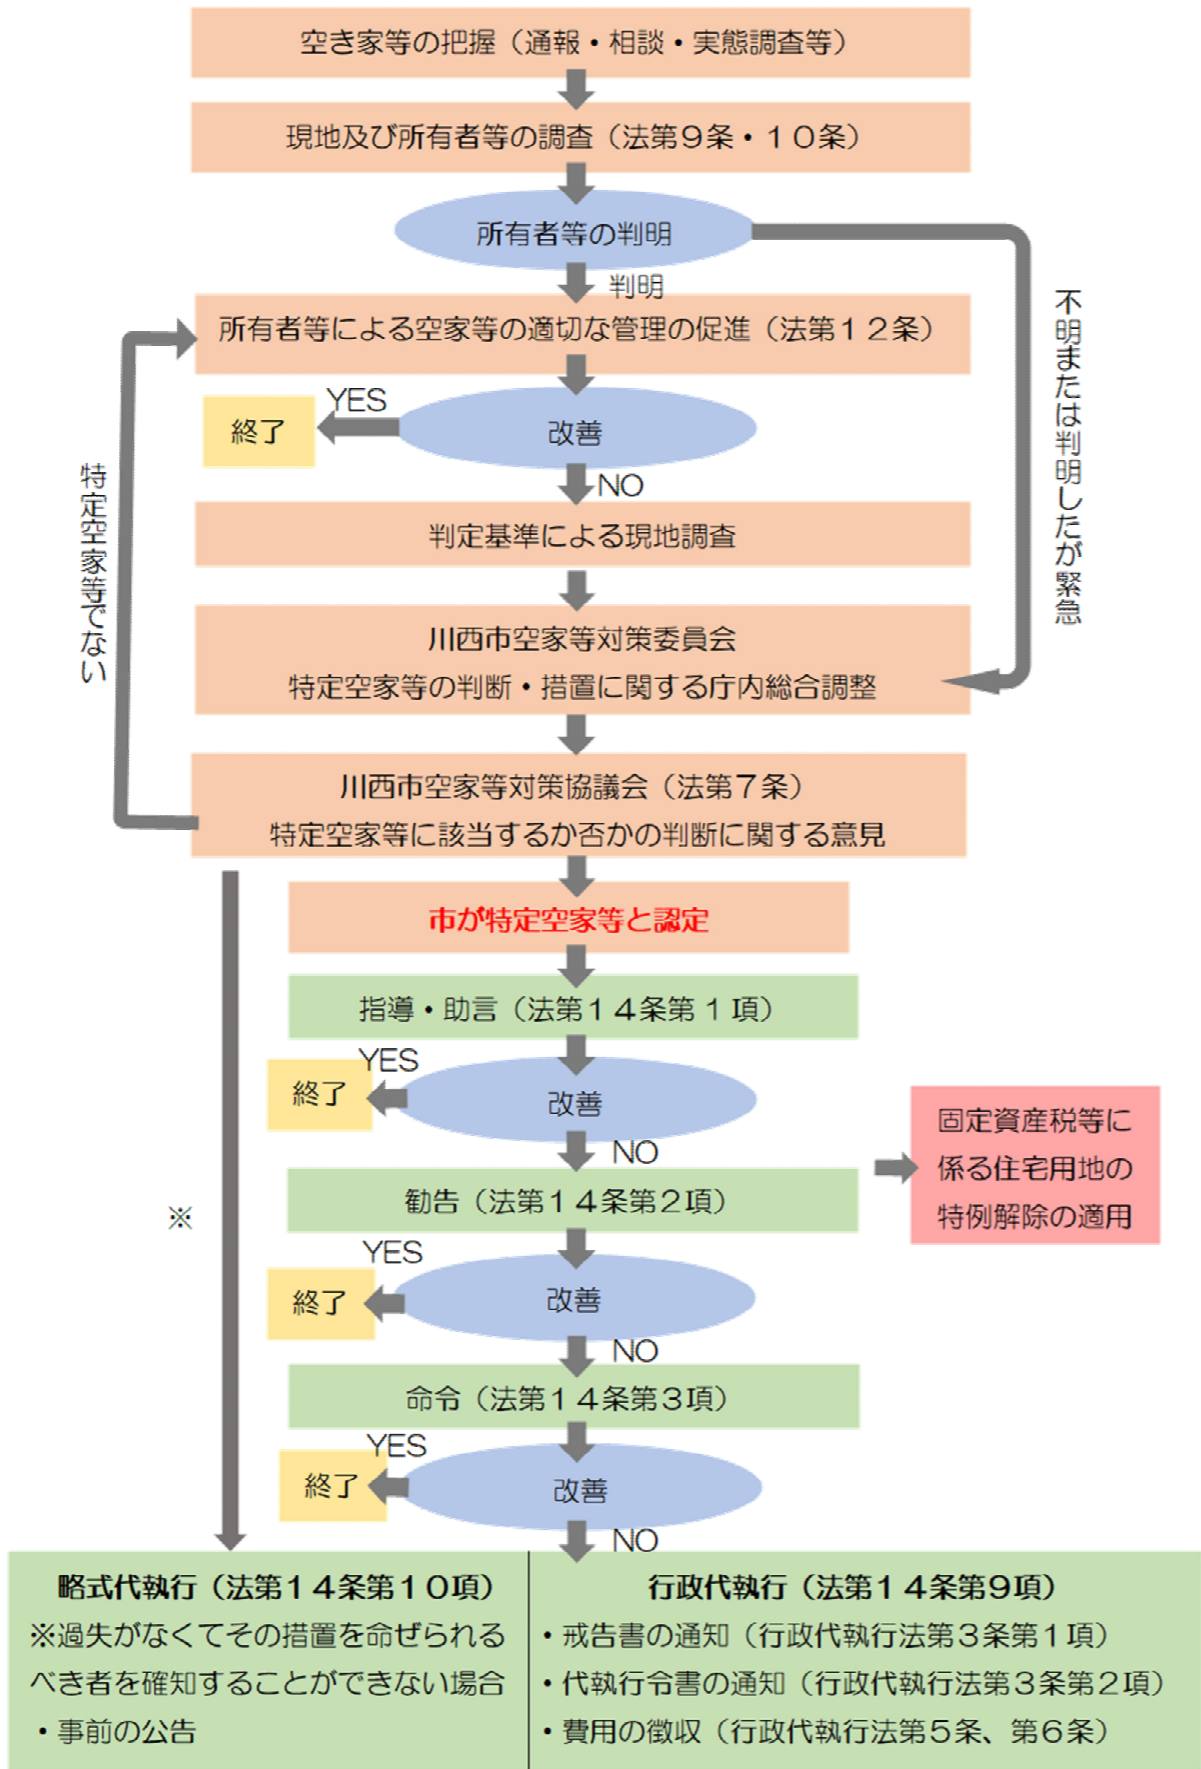 空き家等の把握（通報・相談・実態調査等）
現地及び所有者等の調査（法第９条・１０条）
所有者等の判明
判明
不明または判明したが緊急
所有者等による空家等の適切な管理の促進（法第１２条）
YES
終了
改善
NO
特定空家等でない
判定基準による現地調査
川西市空家等対策委員会
特定空家等の判断・措置に関する庁内総合調整
川西市空家等対策協議会（法第７条）
特定空家等に該当するか否かの判断に関する意見
市が特定空家等と認定
指導・助言（法第１４条第１項）
YES
終了
改善
NO
固定資産税等に
係る住宅用地の
特例解除の適用
勧告（法第１４条第２項）
※
YES
終了
改善
NO
命令（法第１４条第３項）
YES
終了
改善
NO
略式代執行（法第１４条第１０項）
※過失がなくてその措置を命ぜられる
べき者を確知することができない場合
・事前の公告
行政代執行（法第１４条第９項）
・戒告書の通知（行政代執行法第３条第１項）
・代執行令書の通知（行政代執行法第３条第２項）
・費用の徴収（行政代執行法第５条、第６条）